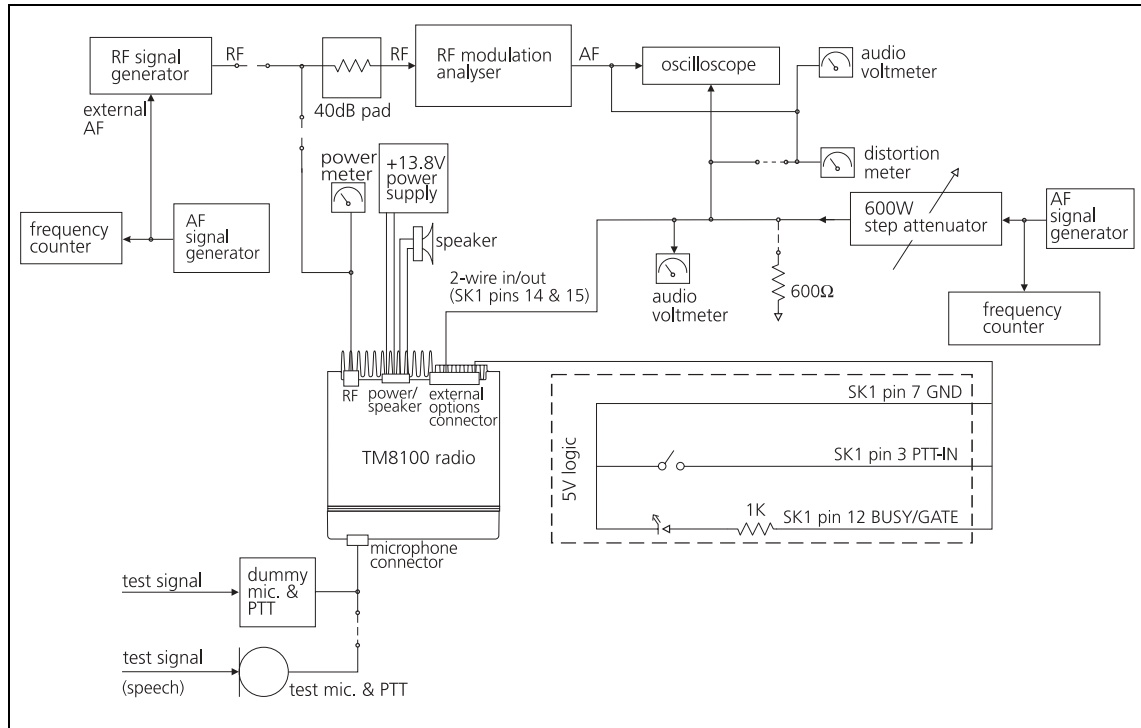 RF signal
generator
RF
40dB pad
RF
RF modulation
analyser
AF
oscilloscope
audio
voltmeter
external
AF
power
meter
+13.8V
power
supply
distortion
meter
frequency
counter
AF
signal
generator
speaker
2-wire in/out
(SK1 pins 14 & 15)
audio
voltmeter
600Ω
600W
step attenuator
AF
signal
generator
frequency
counter
RF
power/
speaker
external
options
connector
TM8100 radio
5V logic
SK1 pin 7 GND
SK1 pin 3 PTT-IN
1K
SK1 pin 12 BUSY/GATE
microphone
connector
test signal
dummy
mic. &
PTT
test signal
(speech)
test mic. & PTT